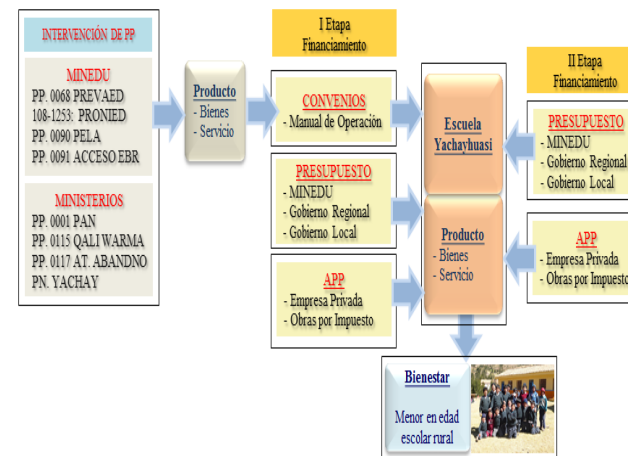 INTERVENCIÓN DE PP
MINEDU
PP. 0068 PREVAED
108-1253: PRONIED
PP. 0090 PELA
PP. 0091 ACCESO EBR
MINISTERIOS
PP. 0001 PAN
PP. 0115 QALI WARMA
PP. 0117 AT. ABANDNO
PN. YACHAY
Producto
- Bienes
- Servicio
I Etapa
Financiamiento
CONVENIOS
- Manual de Operación
PRESUPUESTO
- MINEDU
- Gobierno Regional
- Gobierno Local
APP
- Empresa Privada
- Obras por Impuesto
Escuela
Yachayhuasi
Producto
- Bienes
- Servicio
II Etapa
Financiamiento
PRESUPUESTO
- MINEDU
- Gobierno Regional
- Gobierno Local
APP
- Empresa Privada
- Obras por Impuesto
Bienestar
Menor en edad
escolar rural